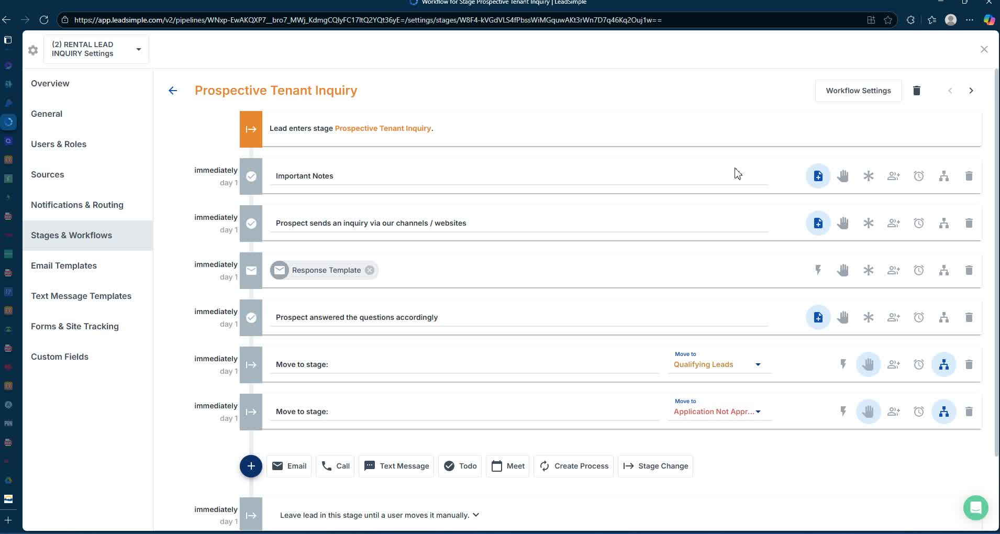 Workflow for Stage Prospective Tenant Inquiry | LeadSimple
https://app.leadsimple.com/v2/pipelines/WNxp-EwAKQXP7__bro7_MWj_KdmgCQlyFC17ltQ2YQt36yE=/settings/stages/W8F4-kVGdVLS4fPbssWiMGquwAKt3rWn7D7q46Kq2Ouj1w==
(2) RENTAL LEAD
INQUIRY Settings
Overview
General
Users & Roles
Sources
Notifications & Routing
Stages & Workflows
Email Templates
Text Message Templates
Forms & Site Tracking
Custom Fields
Prospective Tenant Inquiry
Workflow Settings
Lead enters stage Prospective Tenant Inquiry.
immediately
day 1
Important Notes
immediately
day 1
Prospect sends an inquiry via our channels / websites
immediately
day 1
Response Template
immediately
day 1
Prospect answered the questions accordingly
immediately
day 1
Move to stage:
Move to
Qualifying Leads
immediately
day 1
Move to stage:
Move to
Application Not Appr...
Email
Call
Text Message
Todo
Meet
Create Process
Stage Change
immediately
day 1
Leave lead in this stage until a user moves it manually.